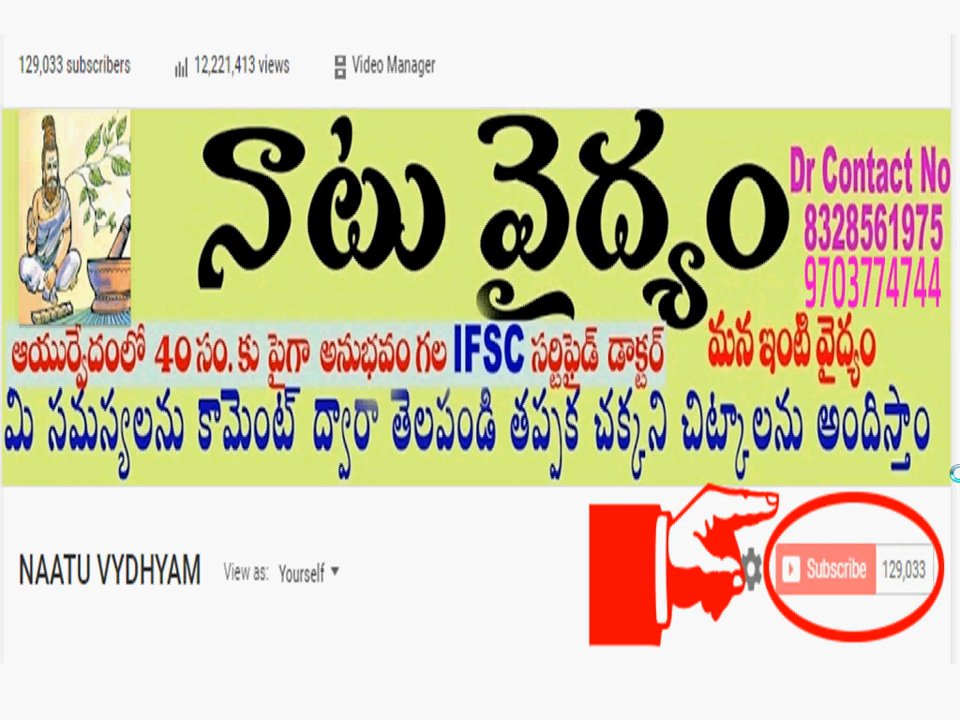 129,033 subscribers 12,221,413 views Video Manager
నాటు వైద్యం
Dr Contact No
8328561975
9703774744
ఆయుర్వేదంలో 40 సం. కు పైగా అనుభవం గల IFSC సర్టిఫైడ్ డాక్టర్
మన ఇంటి వైద్యం
మి సమస్యలను కామెంట్ ద్వారా తెలపండి తప్పక చక్కని చిట్కాలను అందిస్తాం
NAATU VYDHYAM View as: Yourself
Subscribe 129,033